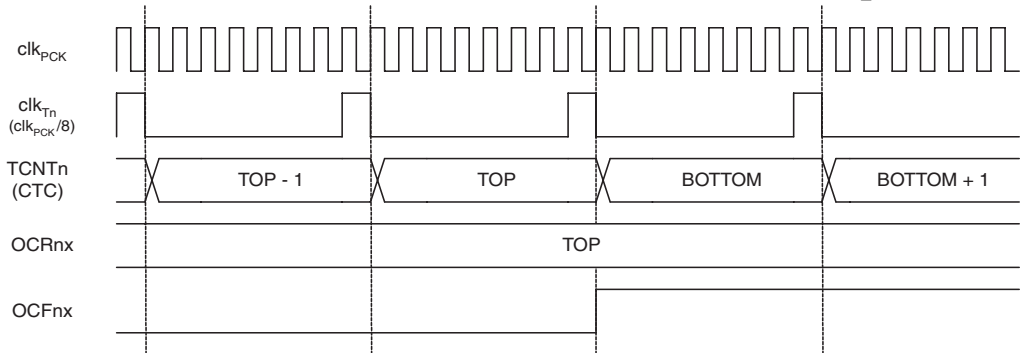 clkPCK
clkTn
(clkPCK/8)
TCNTn
(CTC)
TOP - 1
TOP
BOTTOM
BOTTOM + 1
OCRnx
TOP
OCFnx